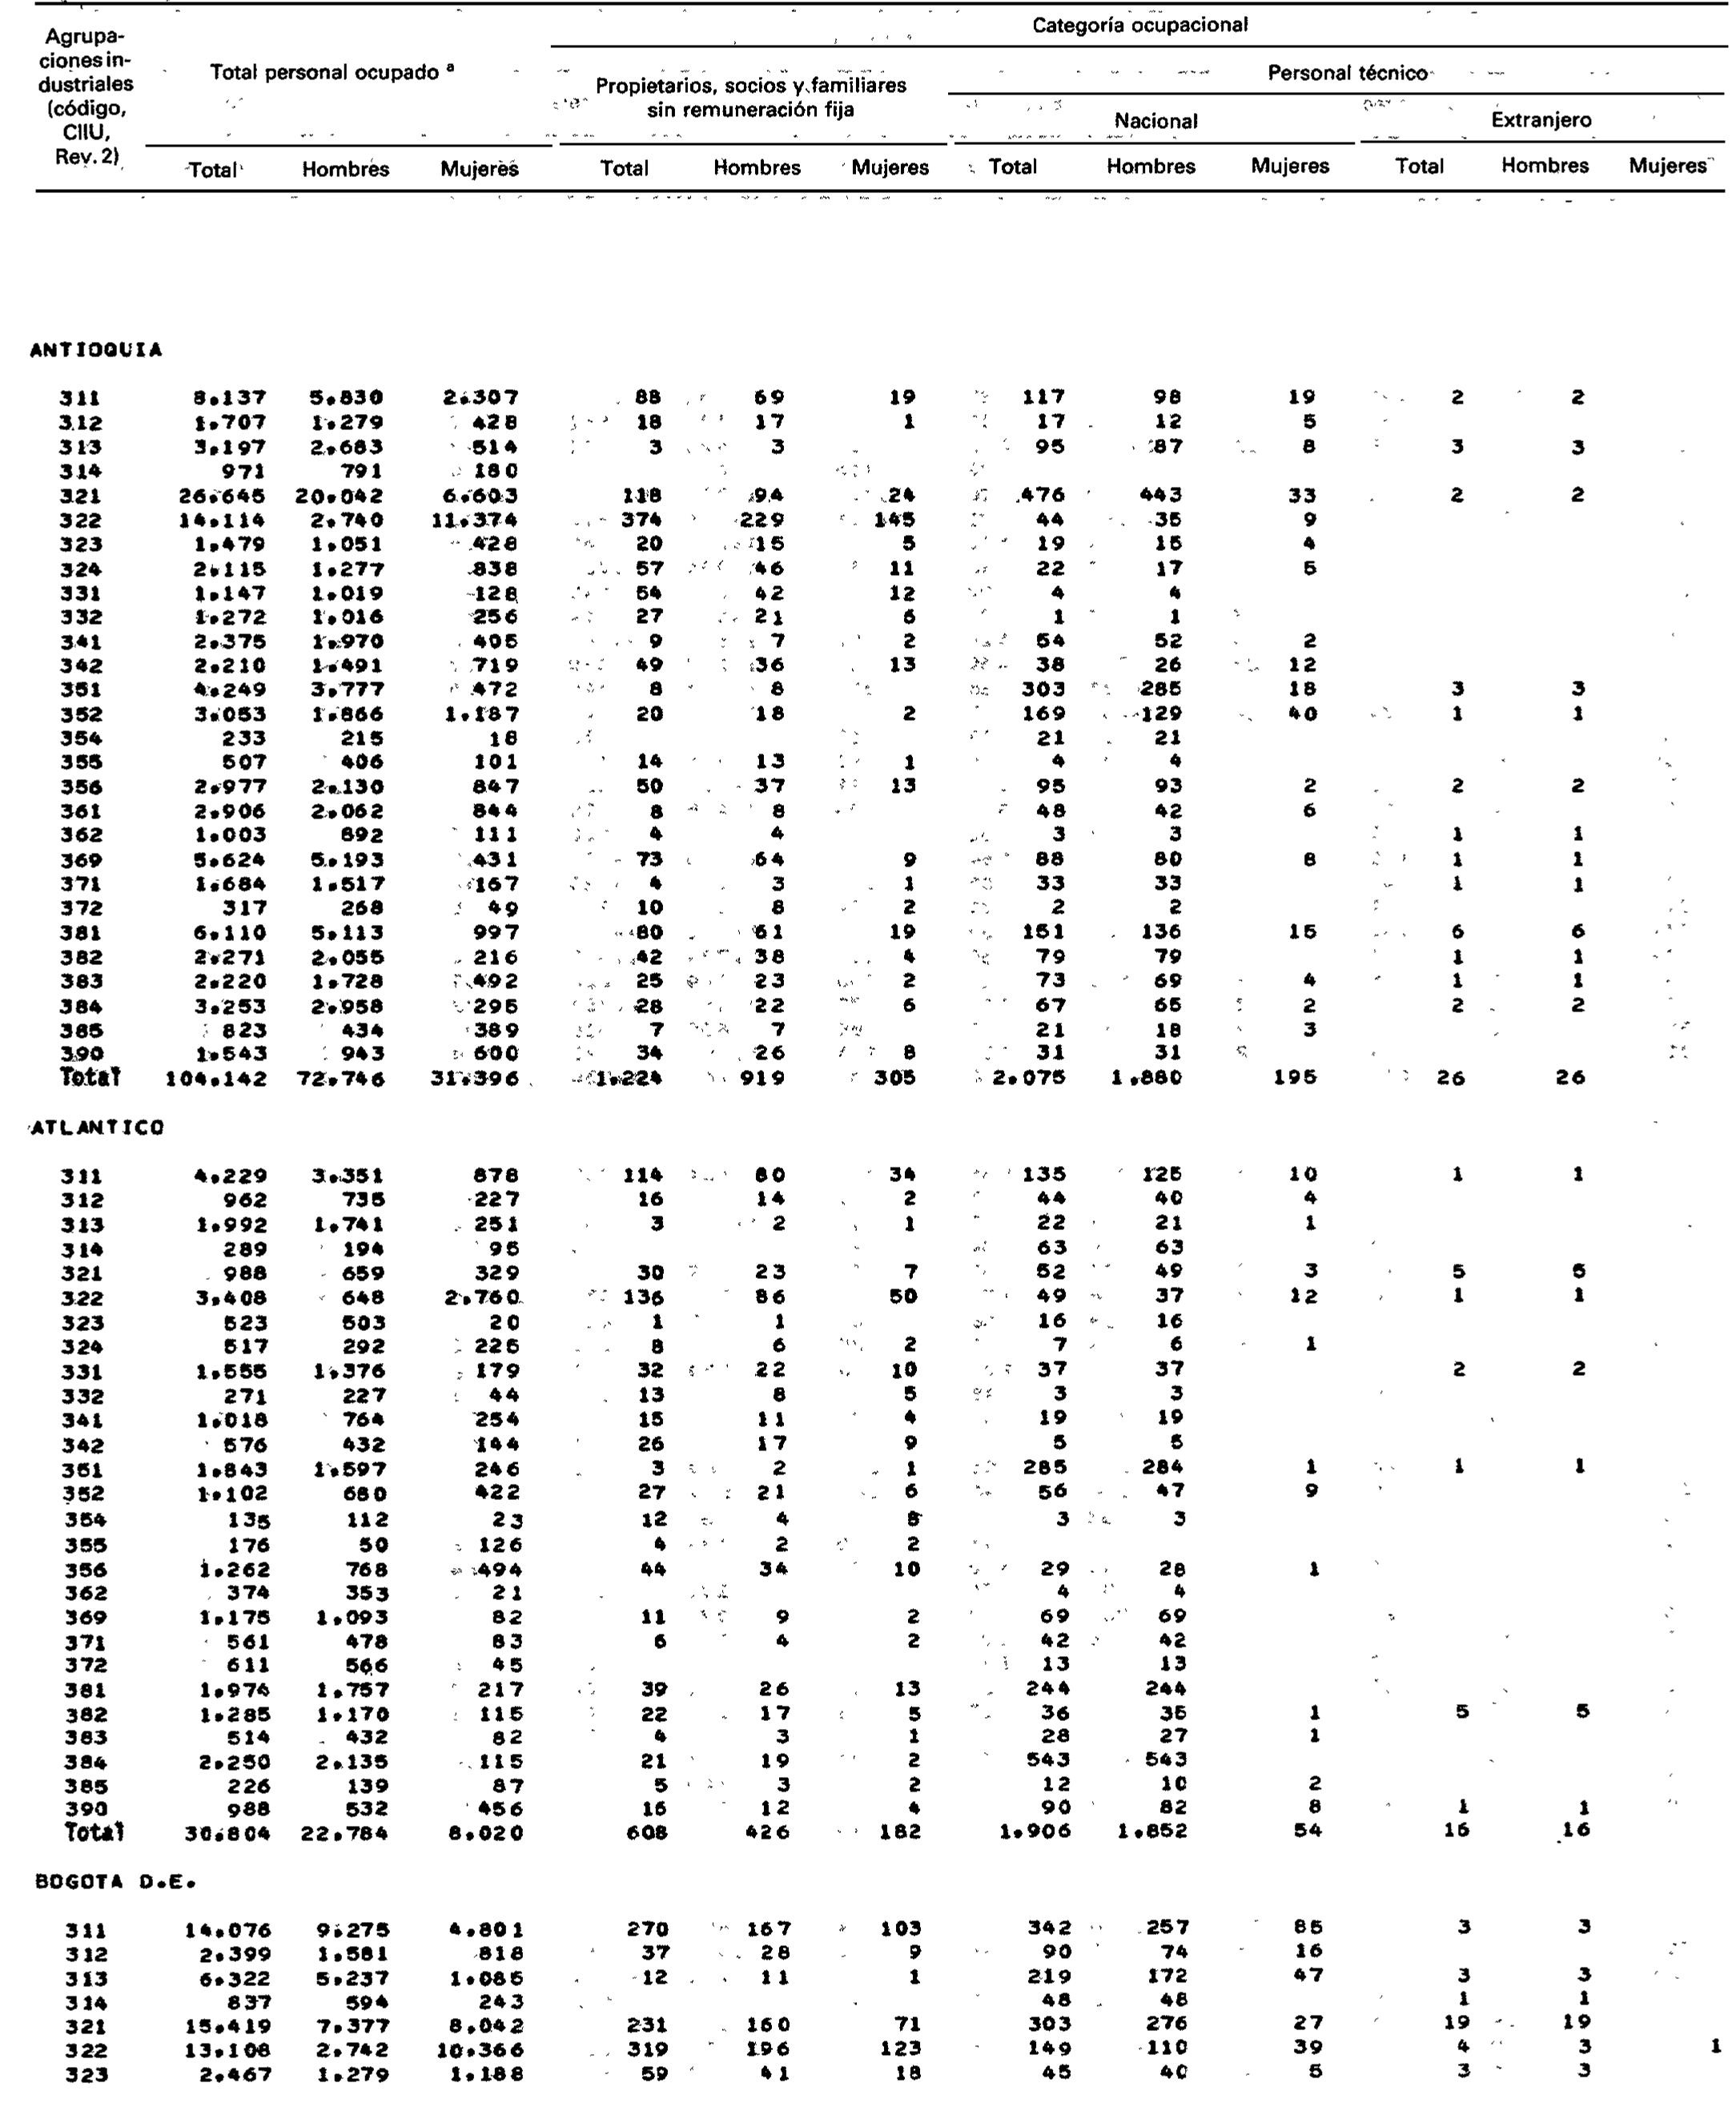 Categoría ocupacional
Agrupaciones industriales (código, CIIU, Rev. 2)
Total personal ocupado a
Propietarios, socios y familiares sin remuneración fija
Personal técnico
Nacional Extranjero
Total Hombres Mujeres Total Hombres Mujeres Total Hombres Mujeres Total Hombres Mujeres
ANTIOQUIA
311 8.137 5.830 2.307 88 69 19 117 98 19 2 2
312 1.707 1.279 428 18 17 1 17 12 5
313 3.197 2.683 514 3 3 95 87 8 3 3
314 971 791 180
321 26.645 20.042 6.603 118 94 24 476 443 33 2 2
322 14.114 2.740 11.374 374 229 145 44 35 9
323 1.479 1.051 428 20 15 5 19 15 4
324 2.115 1.277 838 57 46 11 22 17 5
331 1.147 1.019 128 54 42 12 4 4
332 1.272 1.016 256 27 21 6 1 1
341 2.375 1.970 405 9 7 2 54 52 2
342 2.210 1.491 719 49 36 13 38 26 12
351 4.249 3.777 472 8 8 303 285 18 3 3
352 3.053 1.866 1.187 20 18 2 169 129 40 1 1
354 233 215 18 21 21
355 507 406 101 14 13 1 4 4
356 2.977 2.130 847 50 37 13 95 93 2 2 2
361 2.906 2.062 844 8 8 48 42 6
362 1.003 892 111 4 4 3 3 1 1
369 5.624 5.193 431 73 64 9 88 80 8 1 1
371 1.684 1.517 167 4 3 1 33 33 1 1
372 317 268 49 10 8 2 2 2
381 6.110 5.113 997 80 61 19 151 136 15 6 6
382 2.271 2.055 216 42 38 4 79 79 1 1
383 2.220 1.728 492 25 23 2 73 69 4 1 1
384 3.253 2.958 295 28 22 6 67 65 2 2 2
385 823 434 389 7 7 21 18 3
390 1.543 943 600 34 26 8 31 31
Total 104.142 72.746 31.396 1.224 919 305 2.075 1.880 195 26 26
ATLANTICO
311 4.229 3.351 878 114 80 34 135 125 10 1 1
312 962 735 227 16 14 2 44 40 4
313 1.992 1.741 251 3 2 1 22 21 1
314 289 194 95 63 63
321 988 659 329 30 23 7 52 49 3 5 5
322 3.408 648 2.760 136 86 50 49 37 12 1 1
323 523 503 20 1 1 16 16
324 517 292 225 8 6 2 7 6 1
331 1.555 1.376 179 32 22 10 37 37 2 2
332 271 227 44 13 8 5 3 3
341 1.018 764 254 15 11 4 19 19
342 576 432 144 26 17 9 5 5
351 1.843 1.597 246 3 2 1 285 284 1 1 1
352 1.102 680 422 27 21 6 56 47 9
354 135 112 23 12 4 8 3 3
355 176 50 126 4 2 2
356 1.262 768 494 44 34 10 29 28 1
362 374 353 21 4 4
369 1.175 1.093 82 11 9 2 69 69
371 561 478 83 6 4 2 42 42
372 611 566 45 13 13
381 1.974 1.757 217 39 26 13 244 244
382 1.285 1.170 115 22 17 5 36 35 1 5 5
383 514 432 82 4 3 1 28 27 1
384 2.250 2.135 115 21 19 2 543 543
385 226 139 87 5 3 2 12 10 2
390 988 532 456 16 12 4 90 82 8 1 1
Total 30.804 22.784 8.020 608 426 182 1.906 1.852 54 16 16
BOGOTA D.E.
311 14.076 9.275 4.801 270 167 103 342 257 85 3 3
312 2.399 1.581 818 37 28 9 90 74 16
313 6.322 5.237 1.085 12 11 1 219 172 47 3 3
314 837 594 243 48 48 1 1
321 15.419 7.377 8.042 231 160 71 303 276 27 19 19
322 13.108 2.742 10.366 319 196 123 149 110 39 4 3 1
323 2.467 1.279 1.188 59 41 18 45 40 5 3 3